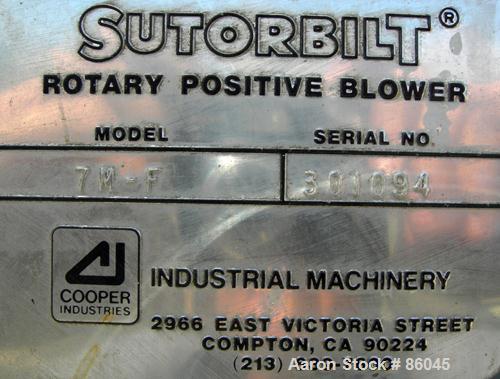 SUTORBILT®
ROTARY POSITIVE BLOWER
MODEL SERIAL NO.
7M-F 301094
COOPER
INDUSTRIES
INDUSTRIAL MACHINERY
2966 EAST VICTORIA STREET
COMPTON, CA 90224
(213)
Aaron Stock # 86045